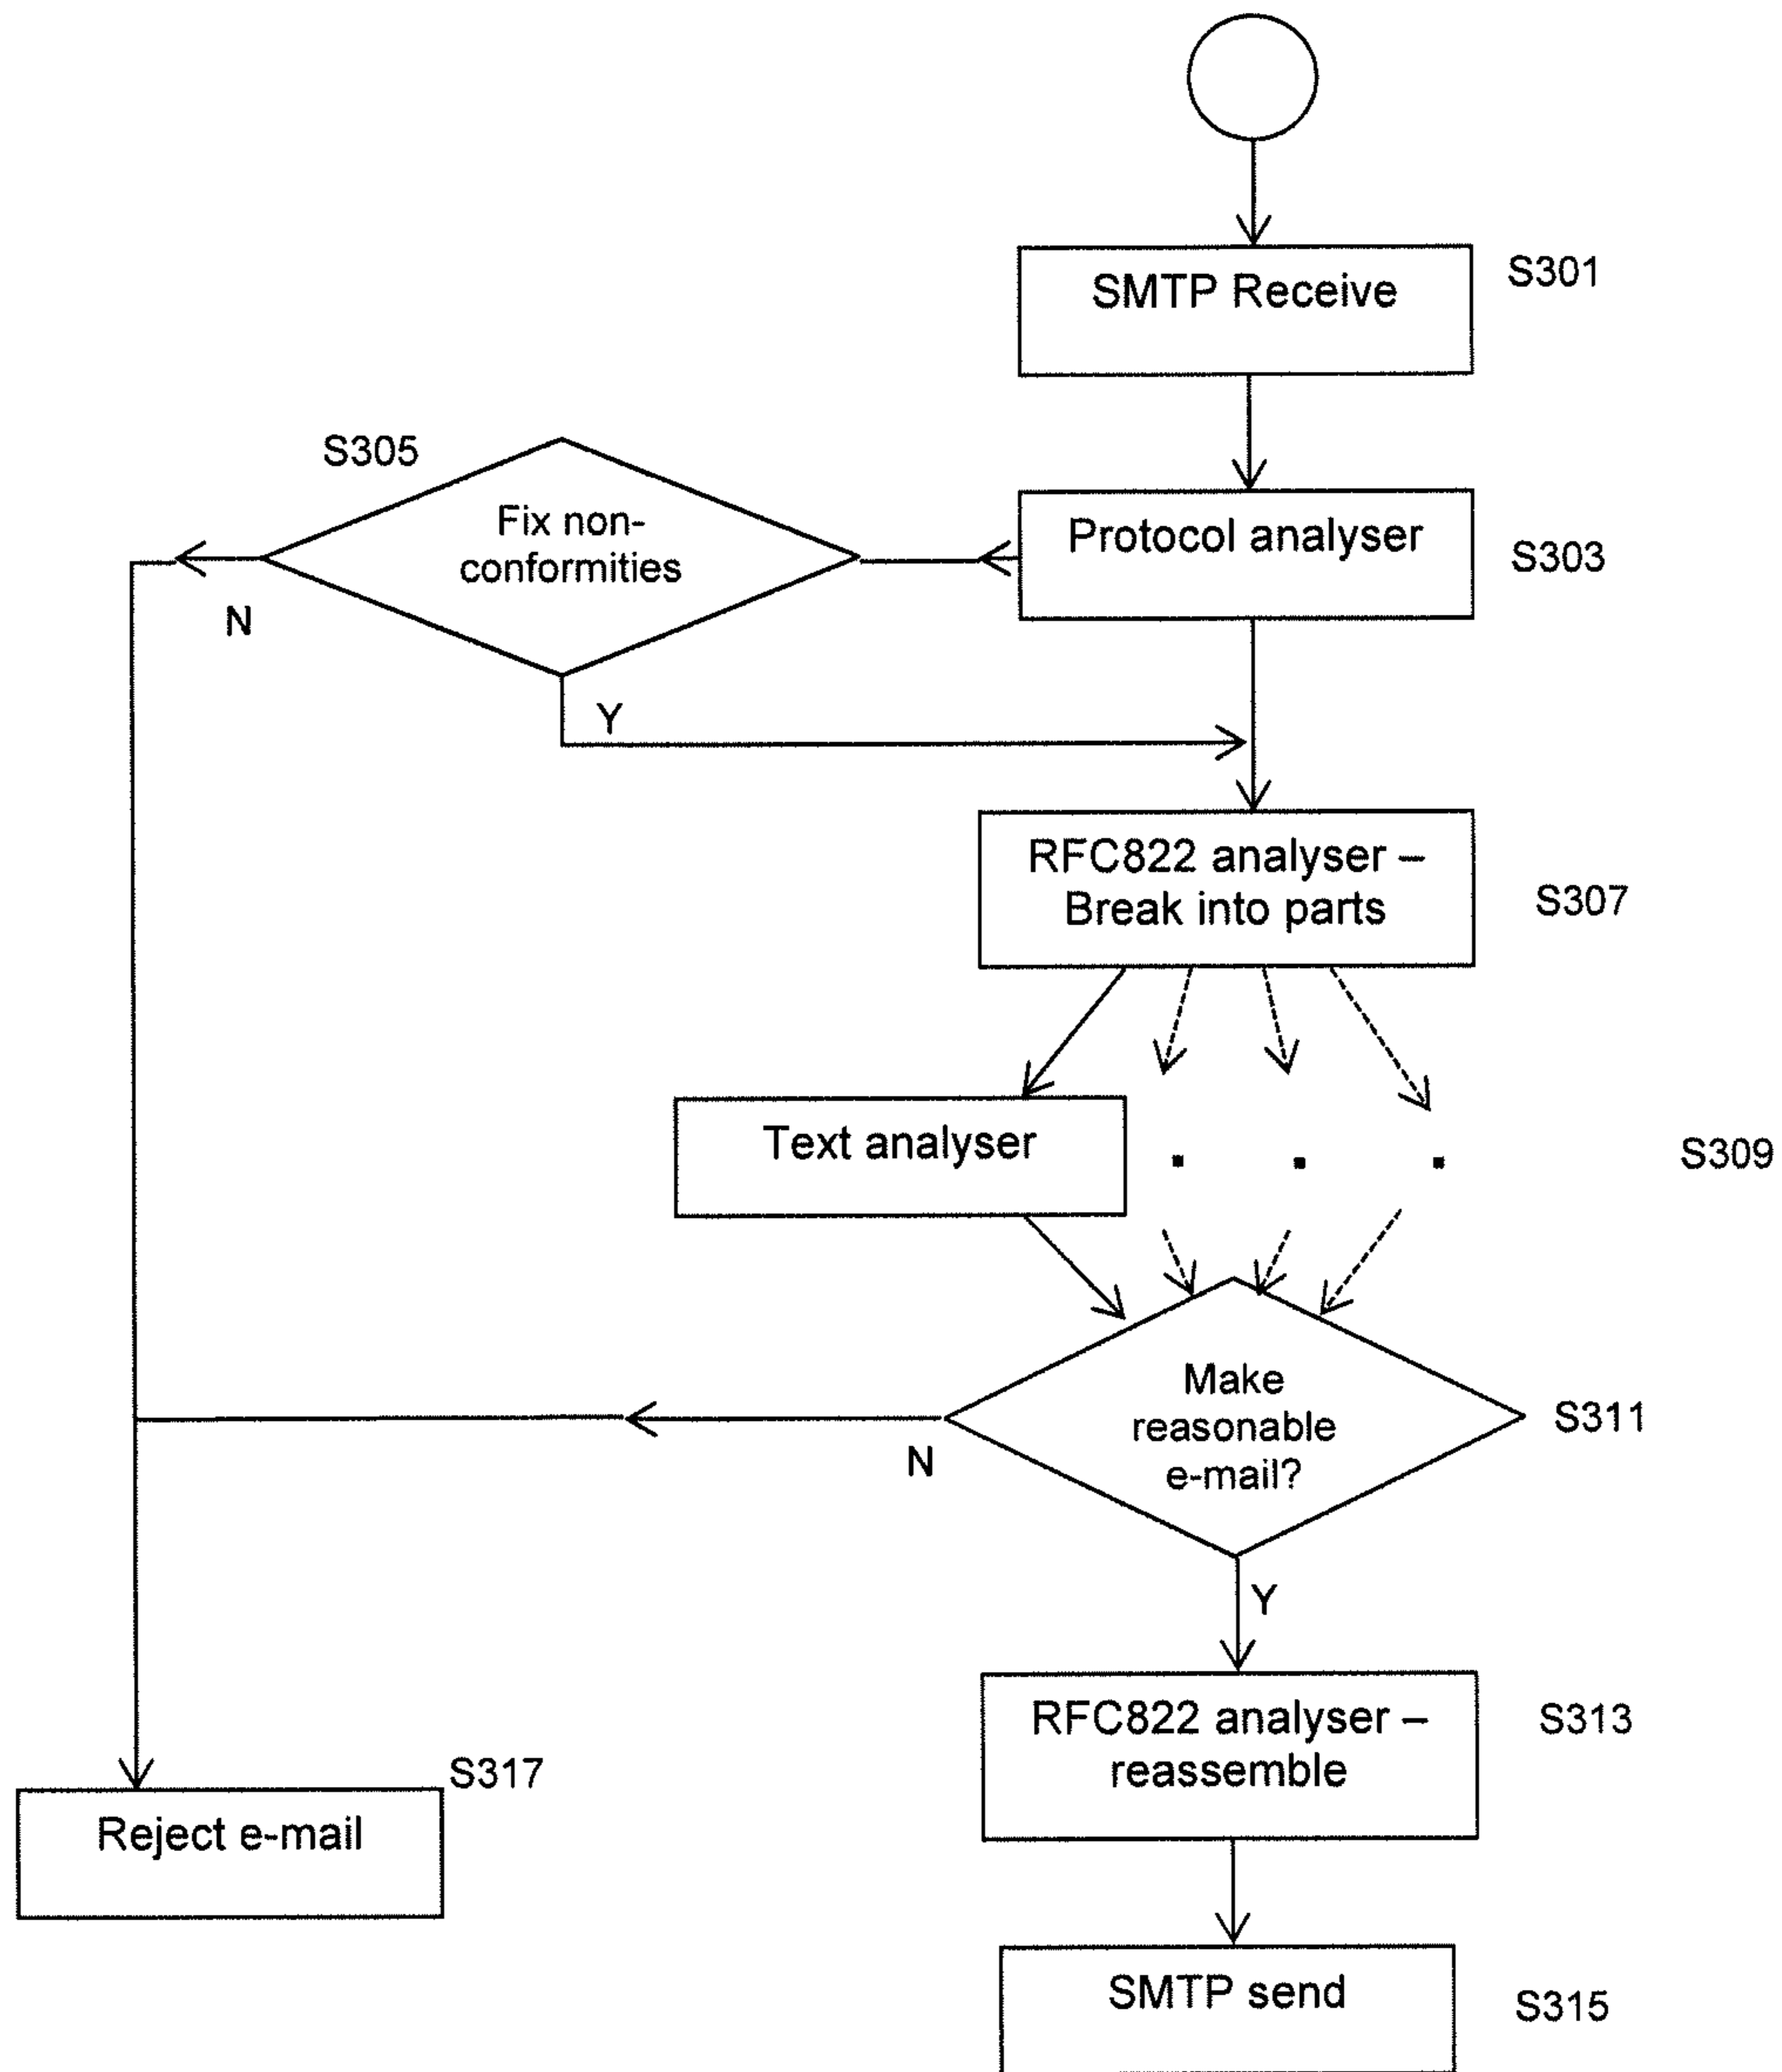 SMTP Receive
S301
S305
Fix non-
conformities
Protocol analyser
S303
N
Y
RFC822 analyser –
Break into parts
S307
Text analyser
S309
Make
reasonable
e-mail?
S311
N
Y
RFC822 analyser –
reassemble
S313
S317
Reject e-mail
SMTP send
S315